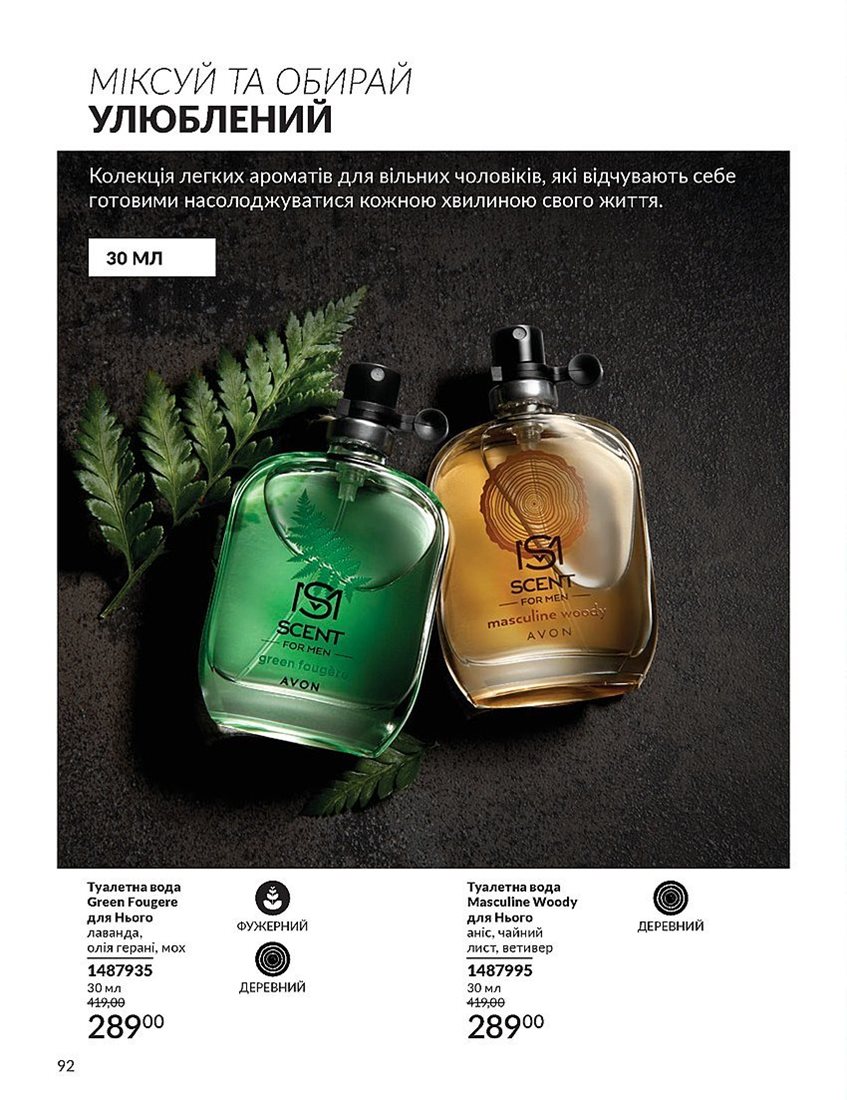 МІКСУЙ ТА ОБИРАЙ
УЛЮБЛЕНИЙ
Колекція легких ароматів для вільних чоловіків, які відчувають себе
готовими насолоджуватися кожною хвилиною свого життя.
30 МЛ
SM
SCENT
FOR MEN
green fougère
AVON
SM
SCENT
FOR MEN
masculine woody
AVON
Туалетна вода
Green Fougere
для Нього
лаванда,
олія герані, мох
1487935
30 мл
419,00
28900
ФУЖЕРНИЙ
ДЕРЕВНИЙ
Туалетна вода
Masculine Woody
для Нього
аніс, чайний
лист, ветивер
1487995
30 мл
419,00
28900
ДЕРЕВНИЙ
92